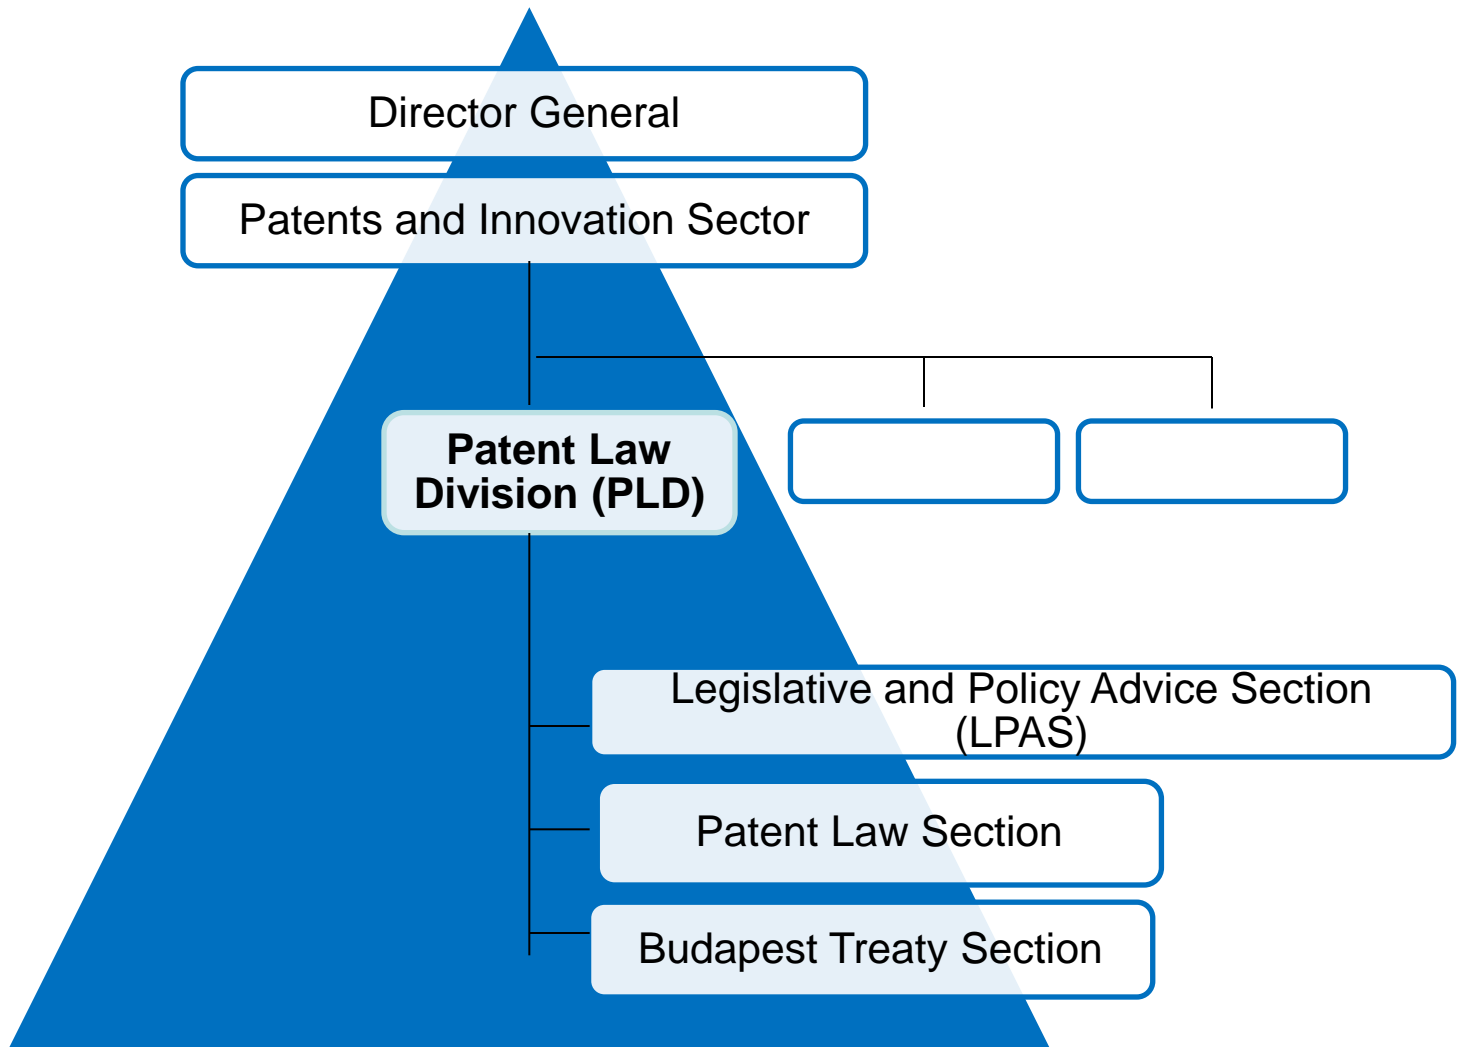 Director General
Patents and Innovation Sector
Patent Law
Division (PLD)
Legislative and Policy Advice Section
(LPAS)
Patent Law Section
Budapest Treaty Section